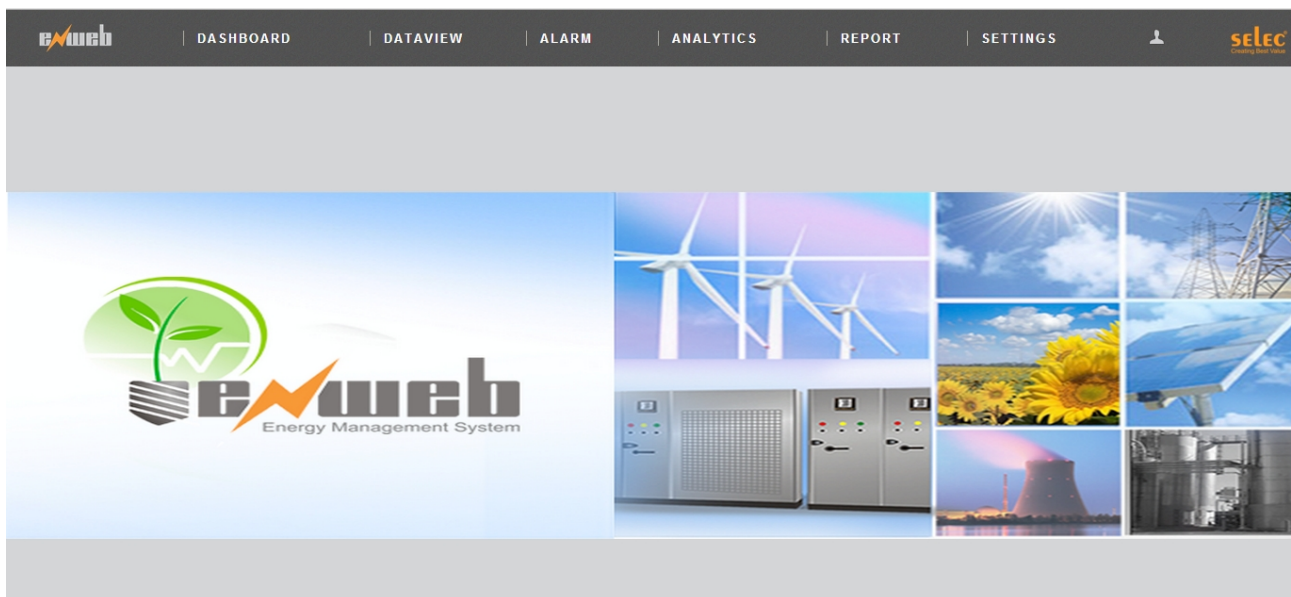 enweb
DASHBOARD
DATAVIEW
ALARM
ANALYTICS
REPORT
SETTINGS
selec
Creating Best Value
enweb
Energy Management System